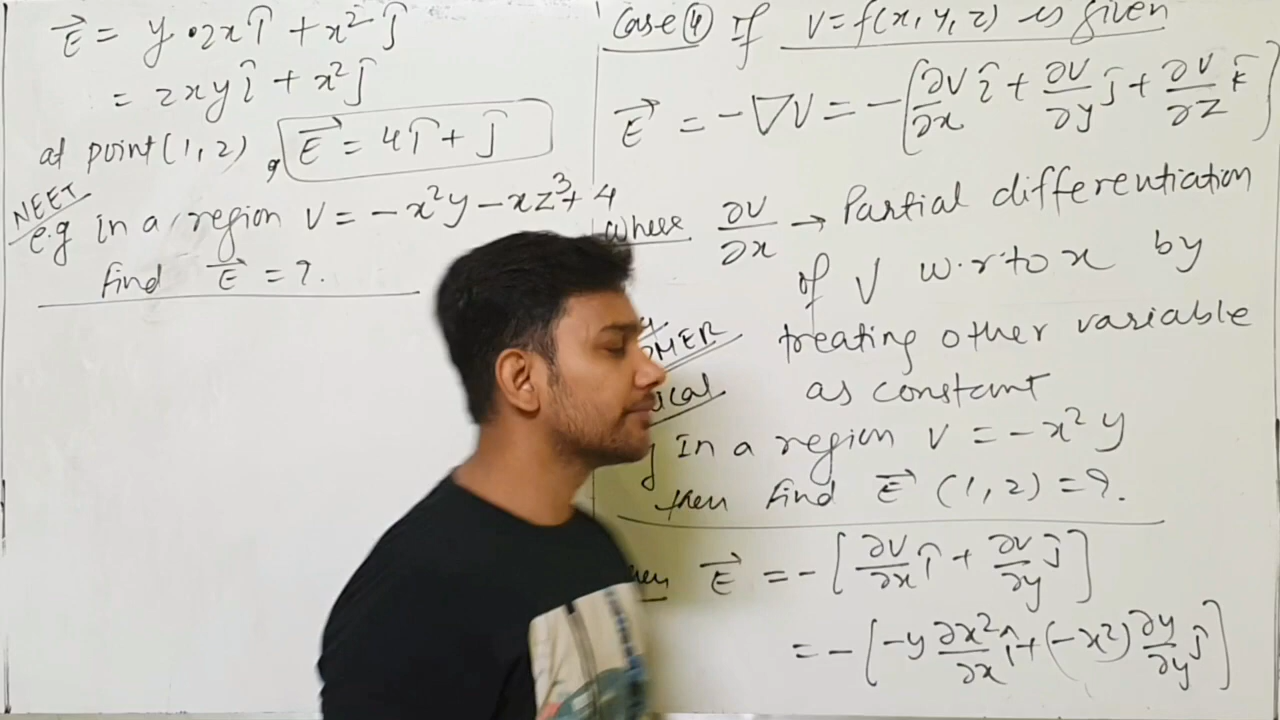 E⃗ = y • 2x î + x² ĵ
= 2xy î + x² ĵ
at point (1, 2), E⃗ = 4î + ĵ
NEET
e.g in a region V = -x²y - xz³ + 4
find E⃗ = ?.
Case ④ If V = f(x, y, z) is given
E⃗ = -∇V = -[∂V/∂x î + ∂V/∂y ĵ + ∂V/∂z k̂]
where ∂V/∂x → Partial differentiation
of V w.r.to x by
treating other variable
as constant
In a region V = -x²y
then find E⃗ (1, 2) = ?.
E⃗ = -[∂V/∂x î + ∂V/∂y ĵ]
= -[-y ∂x²/∂x î + (-x²) ∂y/∂y ĵ]